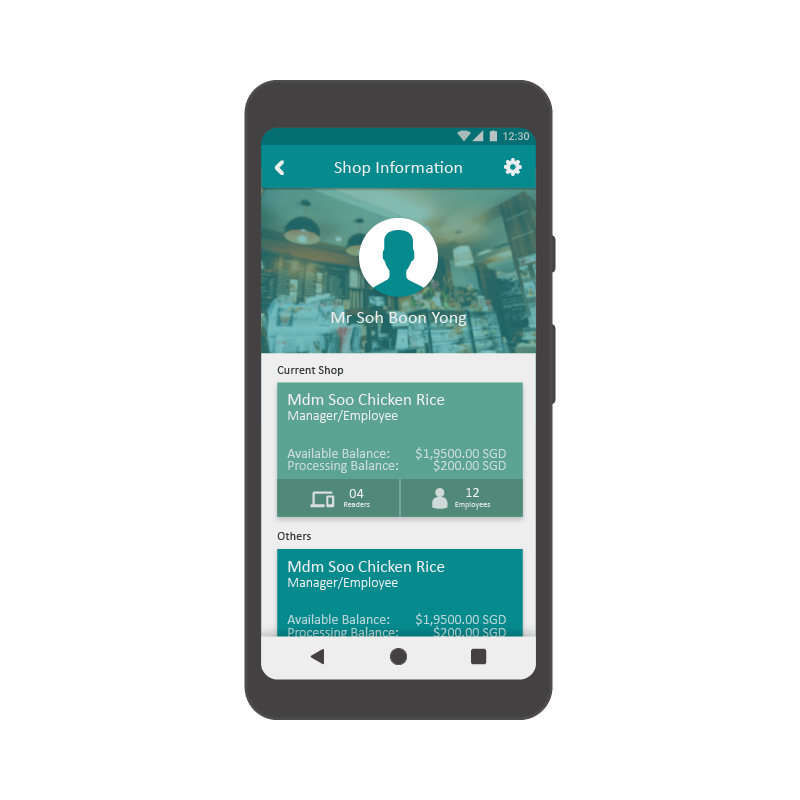 12:30
Shop Information
Mr Soh Boon Yong
Current Shop
Mdm Soo Chicken Rice
Manager/Employee
Available Balance: $1,9500.00 SGD
Processing Balance: $200.00 SGD
04 12
Readers Employees
Others
Mdm Soo Chicken Rice
Manager/Employee
Available Balance: $1,9500.00 SGD
Processing Balance: $200.00 SGD